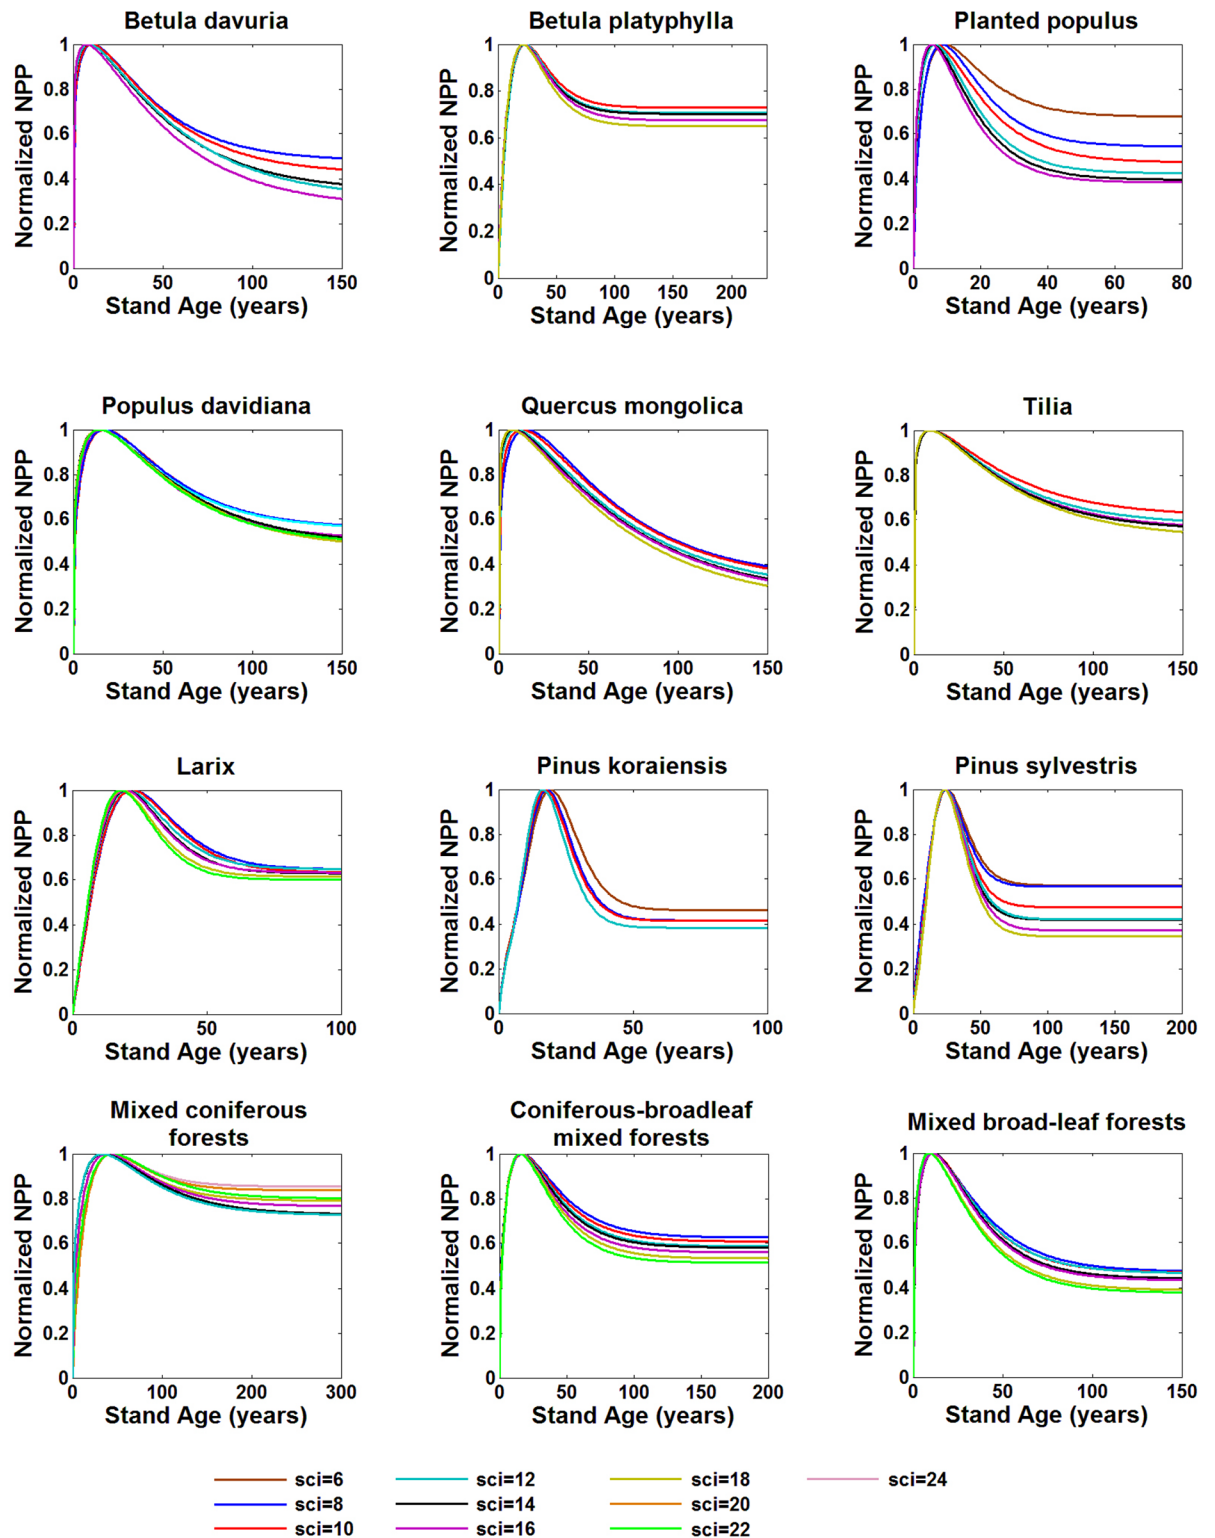 Betula davuria
Betula platyphylla
Planted populus
Normalized NPP
1
0.8
0.6
0.4
0.2
0
0 50 100 150
Stand Age (years)
Normalized NPP
1
0.8
0.6
0.4
0.2
0
0 50 100 150 200
Stand Age (years)
Normalized NPP
1
0.8
0.6
0.4
0.2
0
0 20 40 60 80
Stand Age (years)
Populus davidiana
Quercus mongolica
Tilia
Normalized NPP
1
0.8
0.6
0.4
0.2
0
0 50 100 150
Stand Age (years)
Normalized NPP
1
0.8
0.6
0.4
0.2
0
0 50 100 150
Stand Age (years)
Normalized NPP
1
0.8
0.6
0.4
0.2
0
0 50 100 150
Stand Age (years)
Larix
Pinus koraiensis
Pinus sylvestris
Normalized NPP
1
0.8
0.6
0.4
0.2
0
0 50 100
Stand Age (years)
Normalized NPP
1
0.8
0.6
0.4
0.2
0
0 50 100
Stand Age (years)
Normalized NPP
1
0.8
0.6
0.4
0.2
0
0 50 100 150 200
Stand Age (years)
Mixed coniferous
forests
Coniferous-broadleaf
mixed forests
Mixed broad-leaf forests
Normalized NPP
1
0.8
0.6
0.4
0.2
0
0 100 200 300
Stand Age (years)
Normalized NPP
1
0.8
0.6
0.4
0.2
0
0 50 100 150 200
Stand Age (years)
Normalized NPP
1
0.8
0.6
0.4
0.2
0
0 50 100 150
Stand Age (years)
sci=6
sci=8
sci=10
sci=12
sci=14
sci=16
sci=18
sci=20
sci=22
sci=24